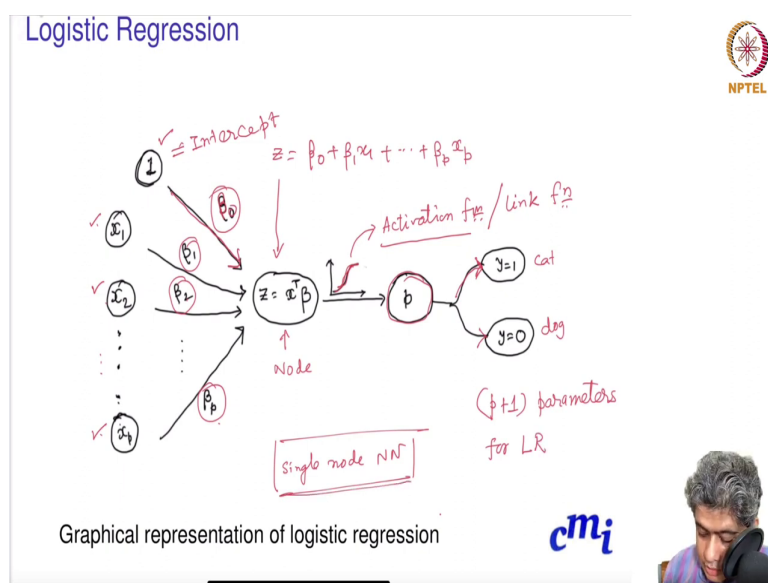 Logistic Regression
NPTEL
1
= Intercept
z = β0 + β1x1 + ··· + βpxp
β0
Activation fn / Link fn
x1
β1
x2
β2
z = xᵀβ
p
y=1
cat
y=0
dog
Node
xp
βp
(p+1) parameters
for LR
Single node NN
Graphical representation of logistic regression
cmi